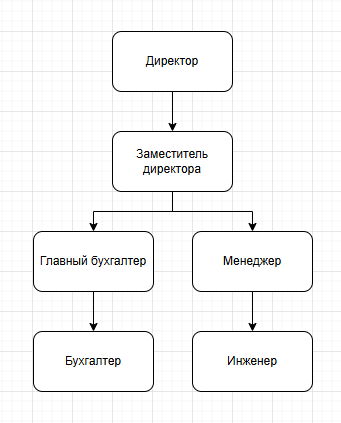 Директор
Заместитель
директора
Главный бухгалтер
Менеджер
Бухгалтер
Инженер